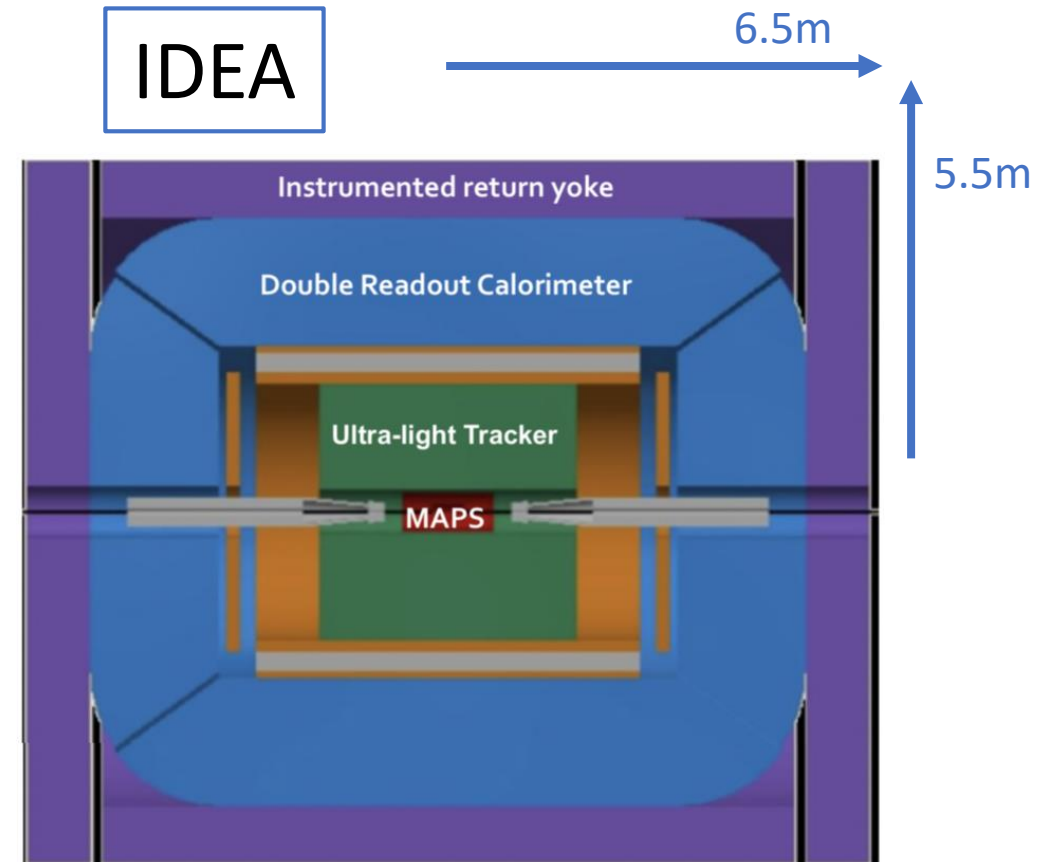 IDEA
6.5m
5.5m
Instrumented return yoke
Double Readout Calorimeter
Ultra-light Tracker
MAPS